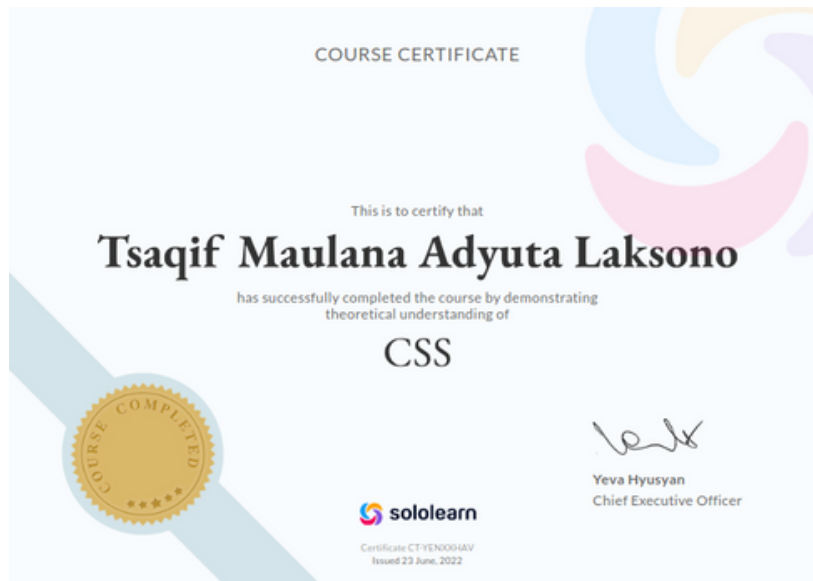 COURSE CERTIFICATE
This is to certify that
Tsaqif Maulana Adyuta Laksono
has successfully completed the course by demonstrating
theoretical understanding of
CSS
COURSE COMPLETED
Yeva Hyusyan
Chief Executive Officer
sololearn
Certificate
Issued 23 June, 2022